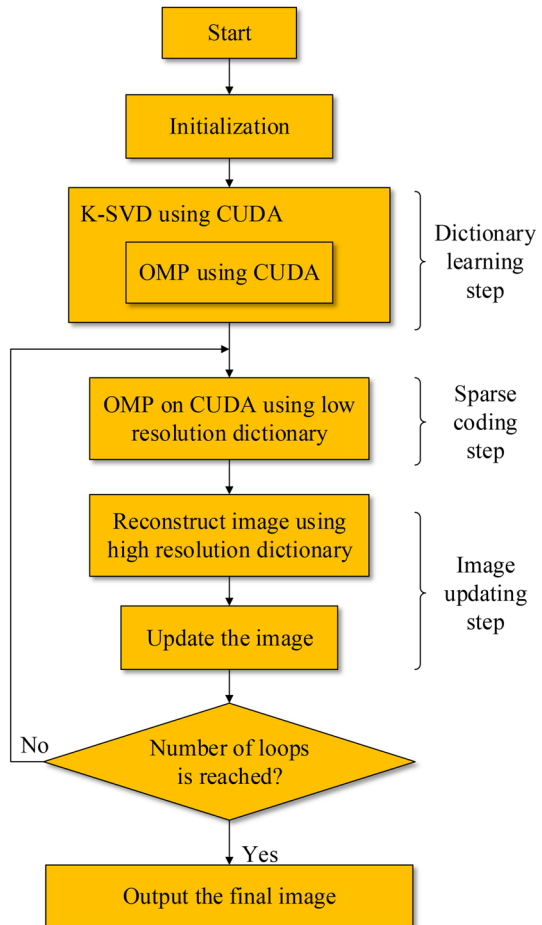 Start
Initialization
K-SVD using CUDA
OMP using CUDA
Dictionary
learning
step
OMP on CUDA using low
resolution dictionary
Sparse
coding
step
Reconstruct image using
high resolution dictionary
Update the image
Image
updating
step
Number of loops
is reached?
No
Yes
Output the final image